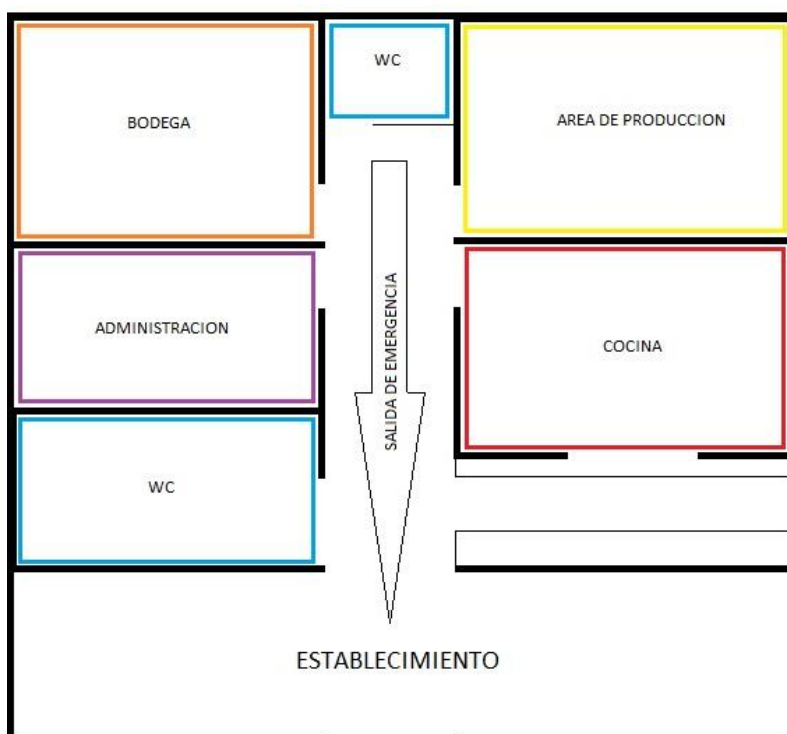 WC
BODEGA
AREA DE PRODUCCION
SALIDA DE EMERGENCIA
ADMINISTRACION
COCINA
WC
ESTABLECIMIENTO